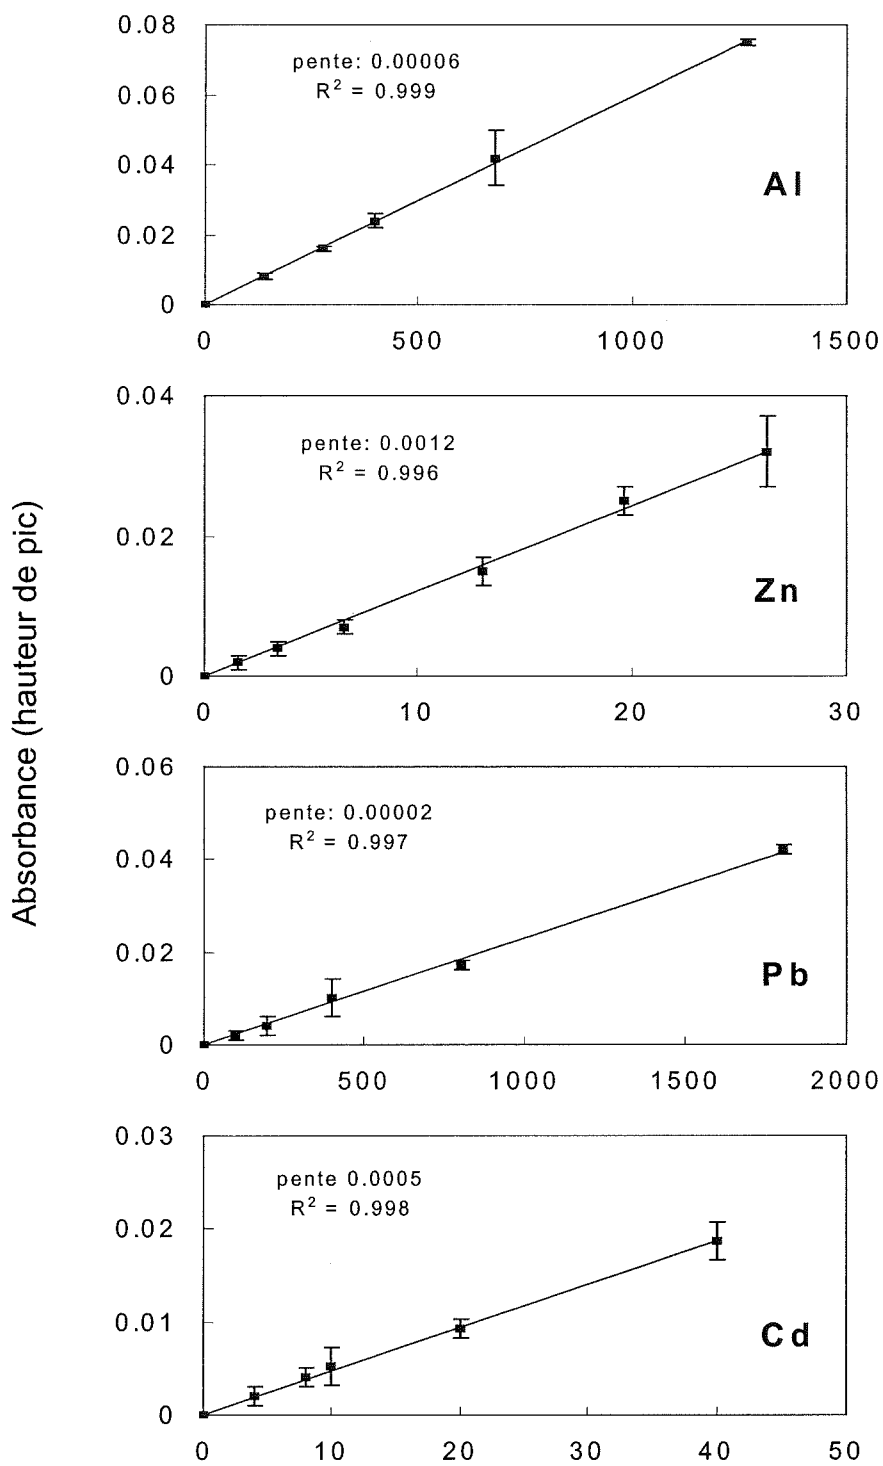 Absorbance (hauteur de pic)
0.08
0.06
0.04
0.02
0
pente: 0.00006
R² = 0.999
Al
0 500 1000 1500
0.04
0.02
0
pente: 0.0012
R² = 0.996
Zn
0 10 20 30
0.06
0.04
0.02
0
pente: 0.00002
R² = 0.997
Pb
0 500 1000 1500 2000
0.03
0.02
0.01
0
pente 0.0005
R² = 0.998
Cd
0 10 20 30 40 50